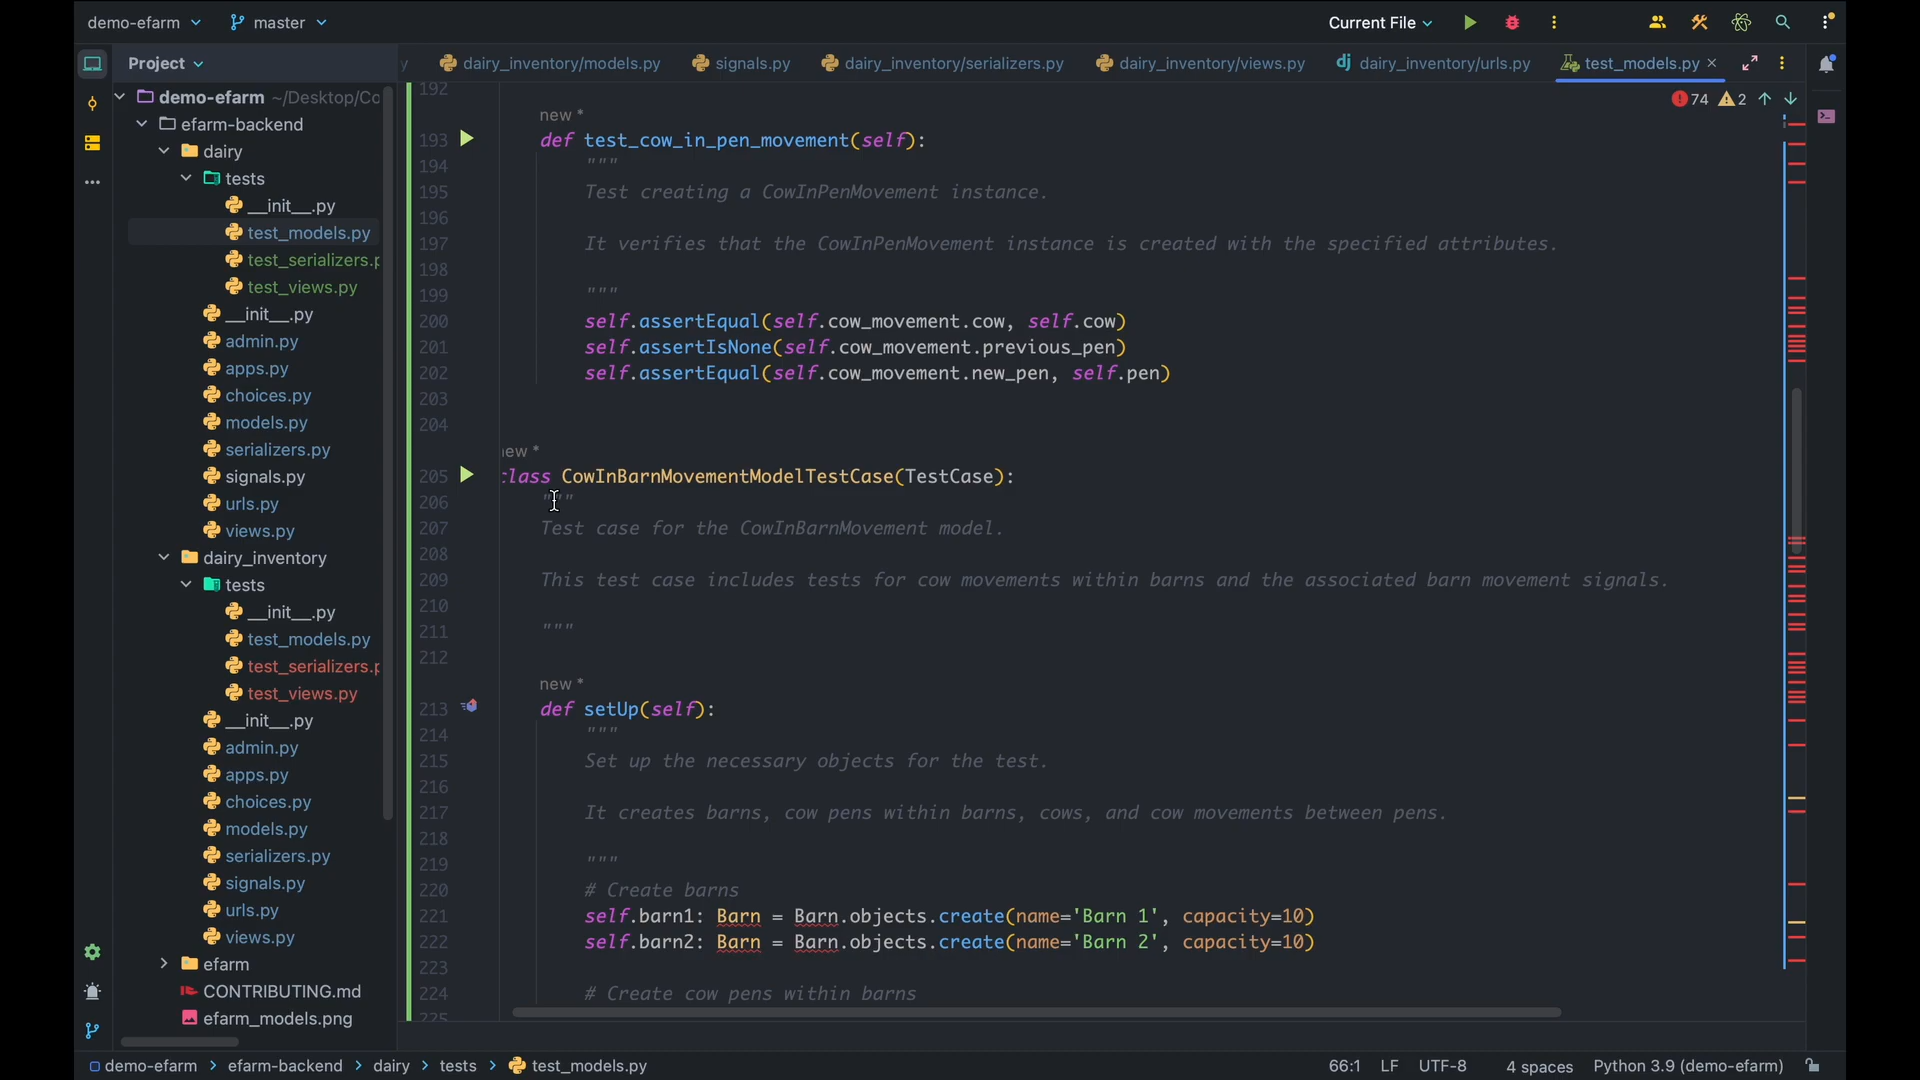 demo-efarm
master
Current File
Project
y
dairy_inventory/models.py
signals.py
dairy_inventory/serializers.py
dairy_inventory/views.py
dairy_inventory/urls.py
test_models.py
demo-efarm ~/Desktop/Co
efarm-backend
dairy
tests
__init__.py
test_models.py
test_serializers.p
test_views.py
__init__.py
admin.py
apps.py
choices.py
models.py
serializers.py
signals.py
urls.py
views.py
dairy_inventory
tests
__init__.py
test_models.py
test_serializers.p
test_views.py
__init__.py
admin.py
apps.py
choices.py
models.py
serializers.py
signals.py
urls.py
views.py
efarm
CONTRIBUTING.md
efarm_models.png
74 2
192
new *
193 def test_cow_in_pen_movement(self):
194 """
195 Test creating a CowInPenMovement instance.
196
197 It verifies that the CowInPenMovement instance is created with the specified attributes.
198
199 """
200 self.assertEqual(self.cow_movement.cow, self.cow)
201 self.assertIsNone(self.cow_movement.previous_pen)
202 self.assertEqual(self.cow_movement.new_pen, self.pen)
203
204
new *
205 class CowInBarnMovementModelTestCase(TestCase):
206 """
207 Test case for the CowInBarnMovement model.
208
209 This test case includes tests for cow movements within barns and the associated barn movement signals.
210
211 """
212
new *
213 def setUp(self):
214 """
215 Set up the necessary objects for the test.
216
217 It creates barns, cow pens within barns, cows, and cow movements between pens.
218
219 """
220 # Create barns
221 self.barn1: Barn = Barn.objects.create(name='Barn 1', capacity=10)
222 self.barn2: Barn = Barn.objects.create(name='Barn 2', capacity=10)
223
224 # Create cow pens within barns
225
demo-efarm > efarm-backend > dairy > tests > test_models.py
66:1 LF UTF-8 4 spaces Python 3.9 (demo-efarm)